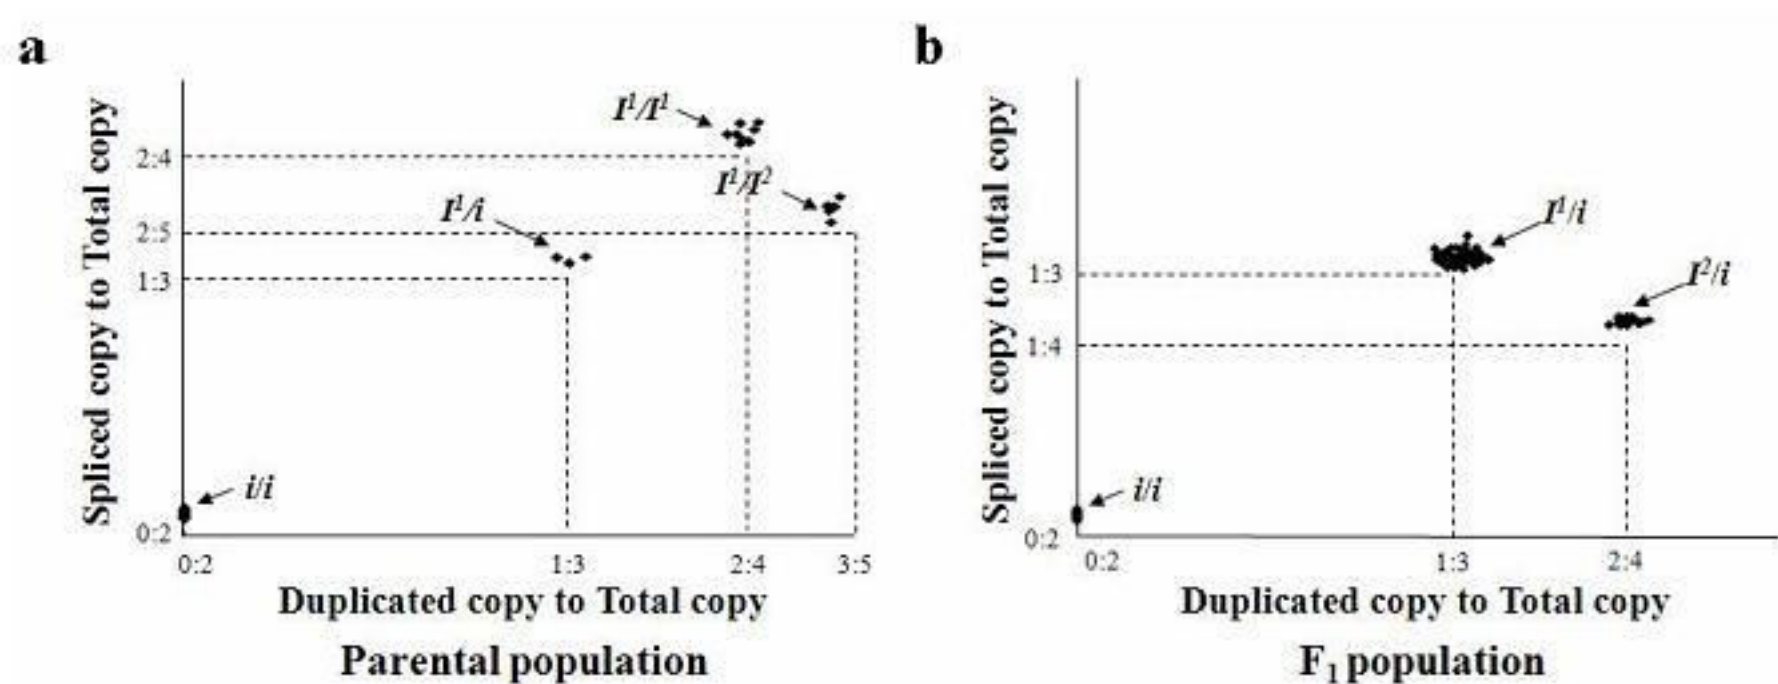 a
Spliced copy to Total copy
2:4
2:5
1:3
0:2
I¹/I¹
I¹/I²
I¹/i
i/i
0:2 1:3 2:4 3:5
Duplicated copy to Total copy
Parental population
b
Spliced copy to Total copy
1:3
1:4
0:2
I¹/i
I²/i
i/i
0:2 1:3 2:4
Duplicated copy to Total copy
F₁ population